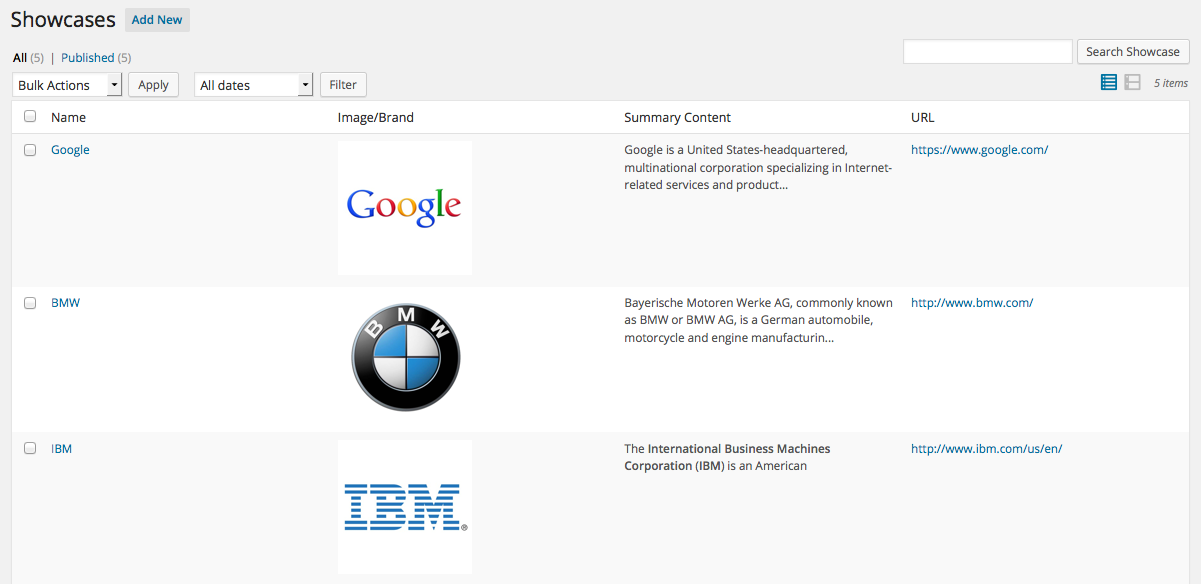 Showcases Add New
All (5) | Published (5)
Search Showcase
Bulk Actions Apply All dates Filter
5 items
Name Image/Brand Summary Content URL
Google
Google
Google is a United States-headquartered,
multinational corporation specializing in Internet-
related services and product...
https://www.google.com/
BMW
BMW
Bayerische Motoren Werke AG, commonly known
as BMW or BMW AG, is a German automobile,
motorcycle and engine manufacturin...
http://www.bmw.com/
IBM
IBM®
The International Business Machines
Corporation (IBM) is an American
http://www.ibm.com/us/en/